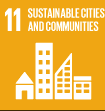 11 SUSTAINABLE CITIES
AND COMMUNITIES